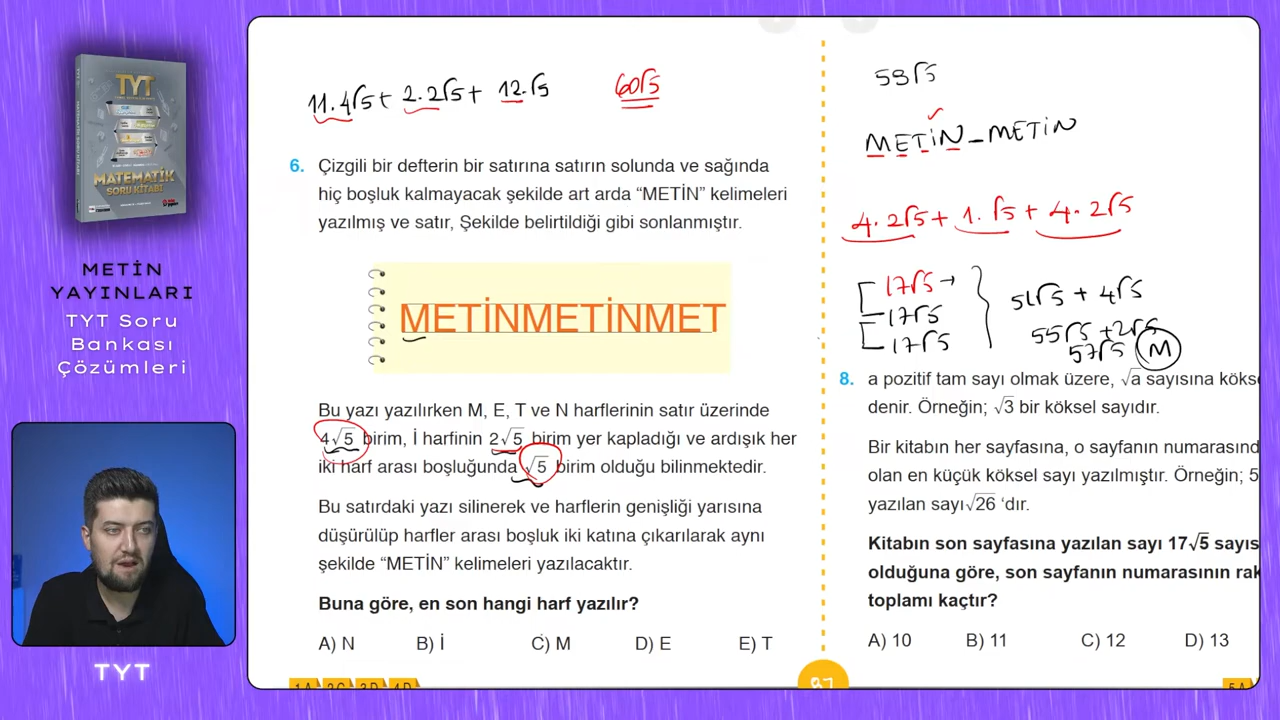 TYT
MATEMATİK
SORU KİTABI
METİN
YAYINLARI
TYT Soru
Bankası
Çözümleri
TYT
11.4√5 + 2.2√5 + 12.√5 60√5
6. Çizgili bir defterin bir satırına satırın solunda ve sağında
hiç boşluk kalmayacak şekilde art arda “METİN” kelimeleri
yazılmış ve satır, Şekilde belirtildiği gibi sonlanmıştır.
METİNMETİNMET
Bu yazı yazılırken M, E, T ve N harflerinin satır üzerinde
4√5 birim, İ harfinin 2√5 birim yer kapladığı ve ardışık her
iki harf arası boşluğunda √5 birim olduğu bilinmektedir.
Bu satırdaki yazı silinerek ve harflerin genişliği yarısına
düşürülüp harfler arası boşluk iki katına çıkarılarak aynı
şekilde “METİN” kelimeleri yazılacaktır.
Buna göre, en son hangi harf yazılır?
A) N B) İ C) M D) E E) T
59√5
METİN_METİN
4.2√5 + 1.√5 + 4.2√5
17√5 →
17√5
17√5
51√5 + 4√5
55√5 + 2√5
57√5 M
8. a pozitif tam sayı olmak üzere, √a sayısına köks
denir. Örneğin; √3 bir köksel sayıdır.
Bir kitabın her sayfasına, o sayfanın numarasınd
olan en küçük köksel sayı yazılmıştır. Örneğin; 5
yazılan sayı√26 ‘dır.
Kitabın son sayfasına yazılan sayı 17√5 sayıs
olduğuna göre, son sayfanın numarasının rak
toplamı kaçtır?
A) 10 B) 11 C) 12 D) 13
1A 2C 3D 4D
87
5A